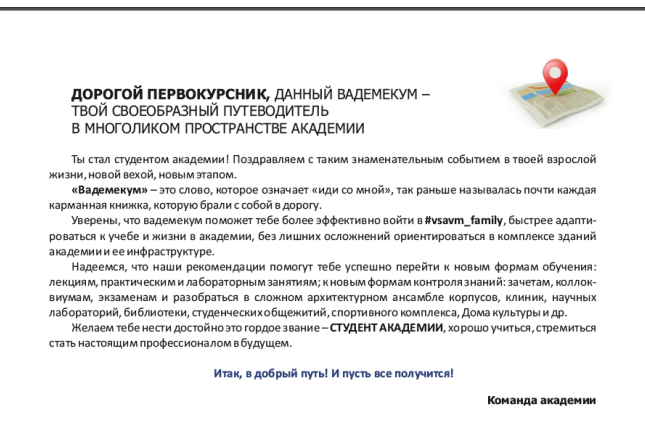 ДОРОГОЙ ПЕРВОКУРСНИК, ДАННЫЙ ВАДЕМЕКУМ –
ТВОЙ СВОЕОБРАЗНЫЙ ПУТЕВОДИТЕЛЬ
В МНОГОЛИКОМ ПРОСТРАНСТВЕ АКАДЕМИИ
Ты стал студентом академии! Поздравляем с таким знаменательным событием в твоей взрослой
жизни, новой вехой, новым этапом.
«Вадемекум» – это слово, которое означает «иди со мной», так раньше называлась почти каждая
карманная книжка, которую брали с собой в дорогу.
Уверены, что вадемекум поможет тебе более эффективно войти в #vsavm_family, быстрее адапти-
роваться к учебе и жизни в академии, без лишних осложнений ориентироваться в комплексе зданий
академии и ее инфраструктуре.
Надеемся, что наши рекомендации помогут тебе успешно перейти к новым формам обучения:
лекциям, практическим и лабораторным занятиям; к новым формам контроля знаний: зачетам, коллок-
виумам, экзаменам и разобраться в сложном архитектурном ансамбле корпусов, клиник, научных
лабораторий, библиотеки, студенческих общежитий, спортивного комплекса, Дома культуры и др.
Желаем тебе нести достойно это гордое звание – СТУДЕНТ АКАДЕМИИ, хорошо учиться, стремиться
стать настоящим профессионалом в будущем.
Итак, в добрый путь! И пусть все получится!
Команда академии